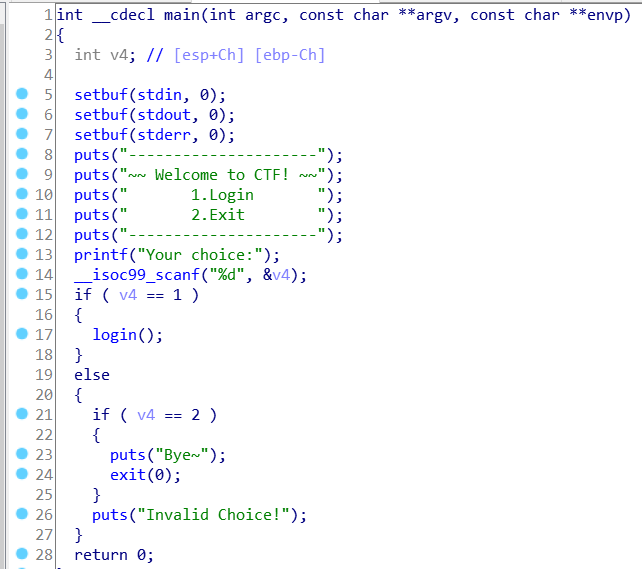 1 int __cdecl main(int argc, const char **argv, const char **envp)
2 {
3   int v4; // [esp+Ch] [ebp-Ch]
4
5   setbuf(stdin, 0);
6   setbuf(stdout, 0);
7   setbuf(stderr, 0);
8   puts("---------------------");
9   puts("~~ Welcome to CTF! ~~");
10   puts("       1.Login       ");
11   puts("       2.Exit        ");
12   puts("---------------------");
13   printf("Your choice:");
14   __isoc99_scanf("%d", &v4);
15   if ( v4 == 1 )
16   {
17     login();
18   }
19   else
20   {
21     if ( v4 == 2 )
22     {
23       puts("Bye~");
24       exit(0);
25     }
26     puts("Invalid Choice!");
27   }
28   return 0;